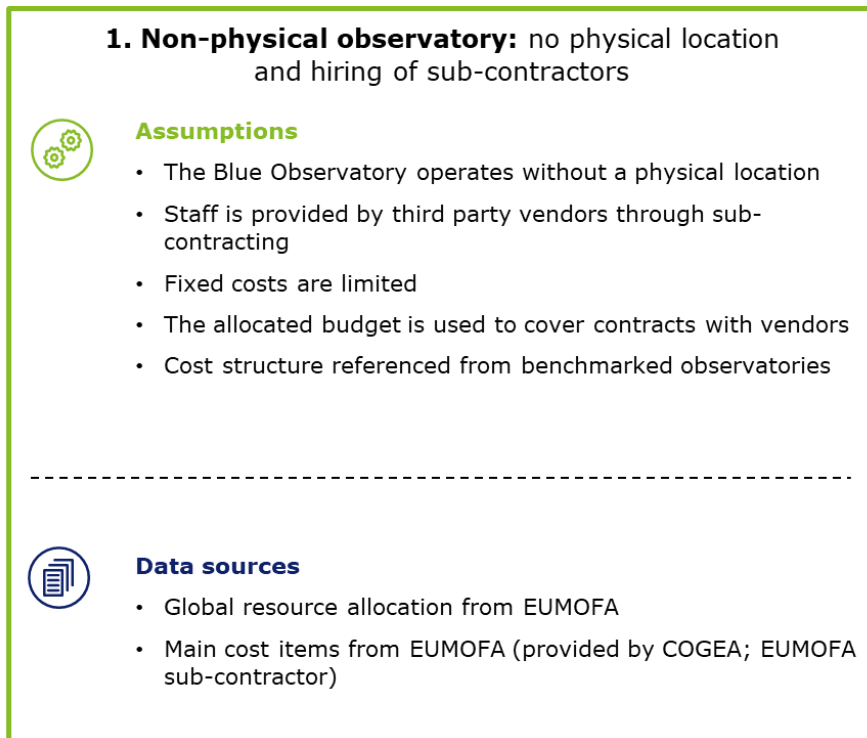 1. Non-physical observatory: no physical location
and hiring of sub-contractors
Assumptions
• The Blue Observatory operates without a physical location
• Staff is provided by third party vendors through sub-
contracting
• Fixed costs are limited
• The allocated budget is used to cover contracts with vendors
• Cost structure referenced from benchmarked observatories
Data sources
• Global resource allocation from EUMOFA
• Main cost items from EUMOFA (provided by COGEA; EUMOFA
sub-contractor)